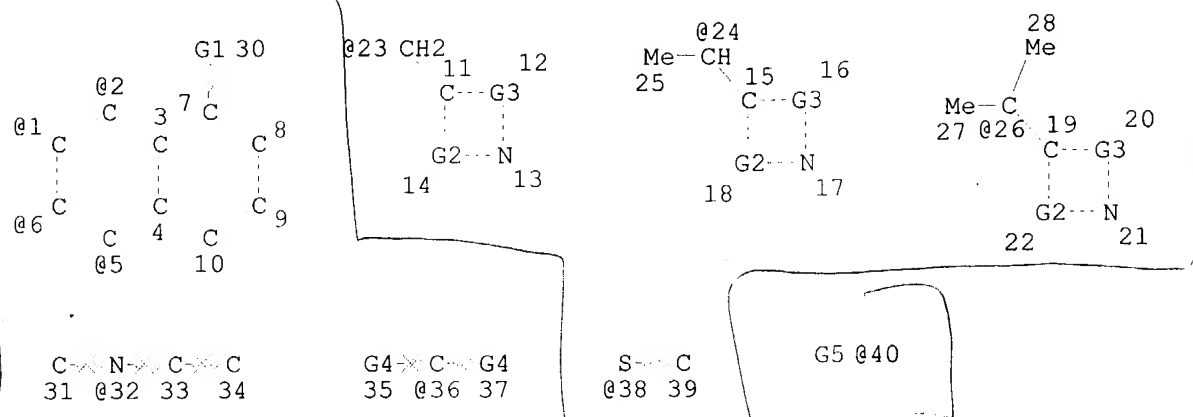 28
@24
G1 30
@23 CH2
Me-CH
Me
12
25
16
@2
11
15
C
7
C---G3
C---G3
3
C
Me-C
@1
8
27 @26
19
20
C
C
C
C---G3
G2---N
G2---N
14
13
18
17
C
C
C
@6
9
G2---N
4
C
C
22
21
@5
10
C N C C
G4 C G4
S C
G5 @40
31 @32 33 34
35 @36 37
@38 39